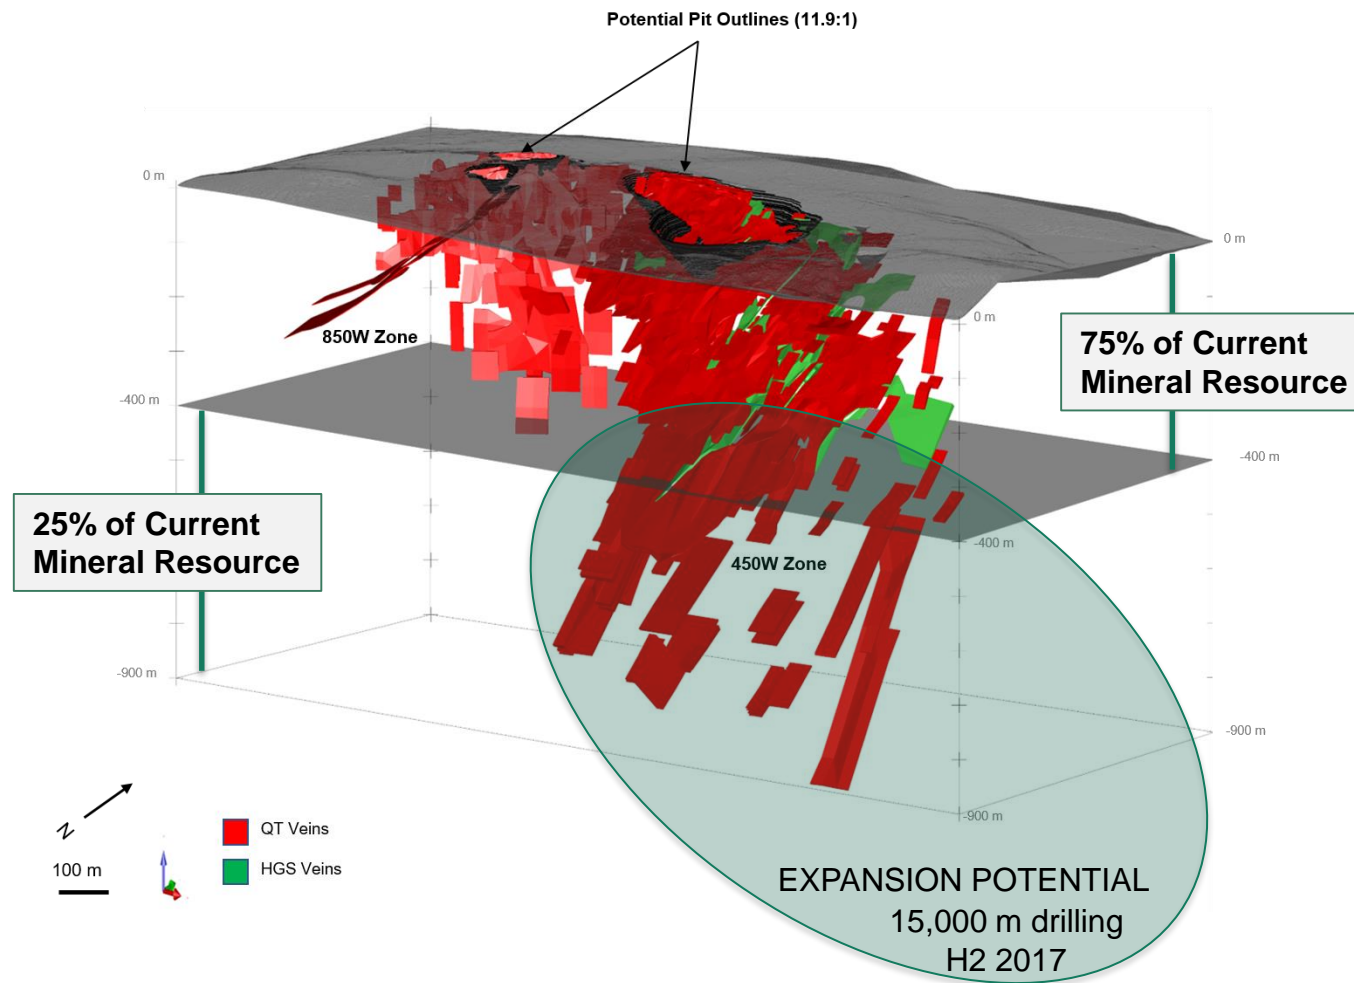 Potential Pit Outlines (11.9:1)
0 m
0 m
0 m
850W Zone
75% of Current
Mineral Resource
-400 m
-400 m
25% of Current
Mineral Resource
-400 m
450W Zone
-900 m
-900 m
-900 m
N
100 m
QT Veins
HGS Veins
EXPANSION POTENTIAL
15,000 m drilling
H2 2017